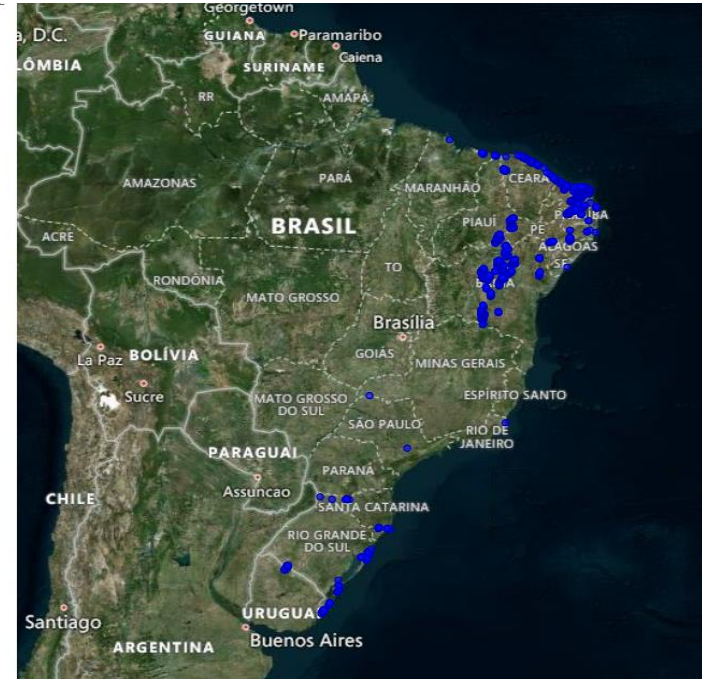 Georgetown
a, D.C.
GUIANA
Paramaribo
Caiena
LÔMBIA
SURINAME
RR
AMAPÁ
AMAZONAS
PARÁ
MARANHÃO
CEARÁ
BRASIL
PIAUÍ
PE
ACRE
ALAGOAS
SE
TO
RONDÔNIA
MATO GROSSO
Brasília
La Paz
BOLÍVIA
GOIÁS
MINAS GERAIS
Sucre
MATO GROSSO
DO SUL
ESPÍRITO SANTO
SÃO PAULO
RIO DE
JANEIRO
PARAGUAI
PARANÁ
Assuncao
CHILE
SANTA CATARINA
RIO GRANDE
DO SUL
URUGUAI
Santiago
Buenos Aires
ARGENTINA